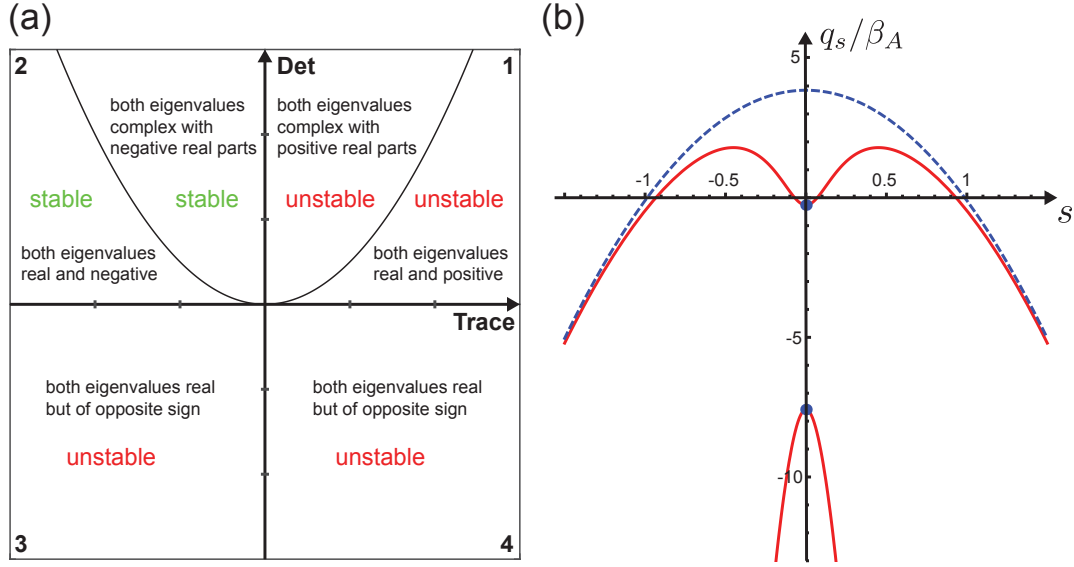 (a)
2
1
Det
both eigenvalues
complex with
negative real parts
both eigenvalues
complex with
positive real parts
stable
stable
unstable
unstable
both eigenvalues
real and negative
both eigenvalues
real and positive
Trace
both eigenvalues real
but of opposite sign
both eigenvalues real
but of opposite sign
unstable
unstable
3
4
(b)
q_s/β_A
5
-1
-0.5
0.5
1
s
-5
-10